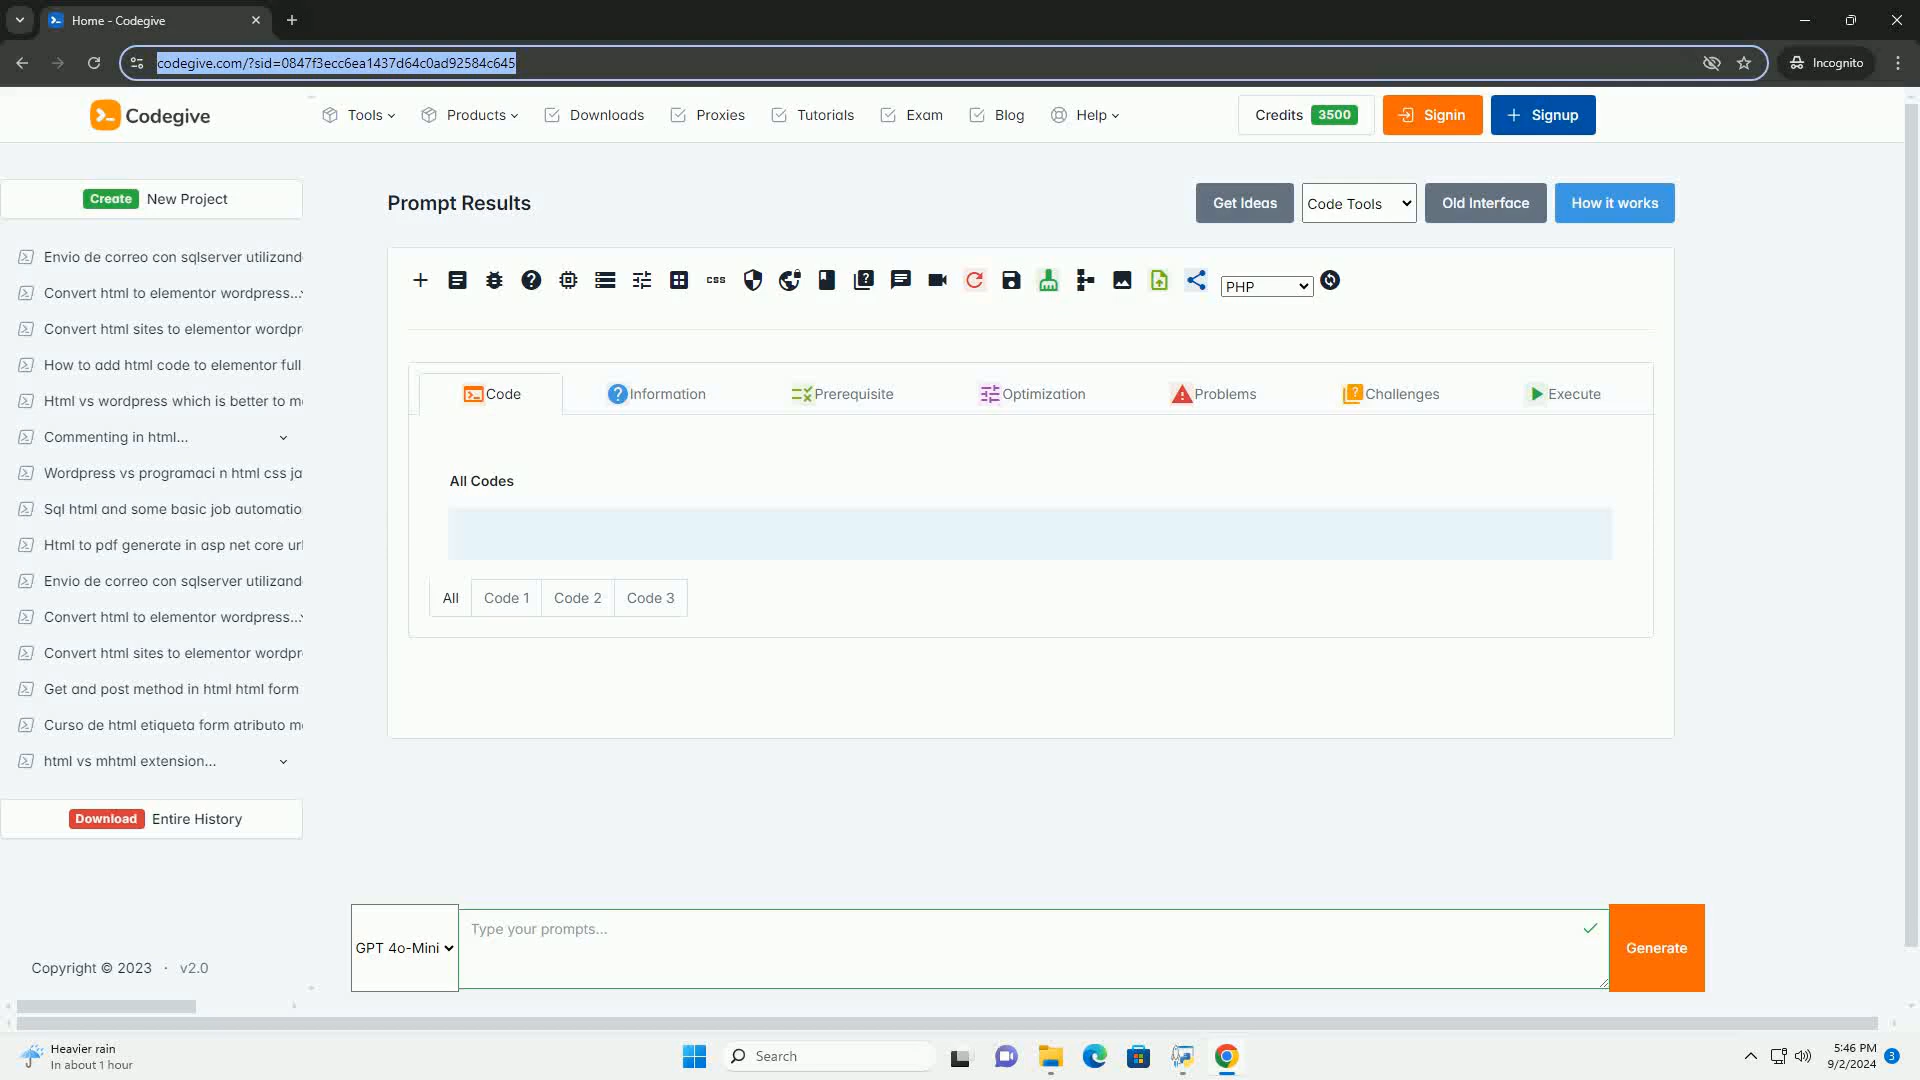 Home - Codegive
codegive.com/?sid=0847f3ecc6ea1437d64c0ad92584c645
Incognito
Codegive
Tools
Products
Downloads
Proxies
Tutorials
Exam
Blog
Help
Credits 3500
Signin
Signup
Create New Project
Envio de correo con sqlserver utilizand
Convert html to elementor wordpress...
Convert html sites to elementor wordpr
How to add html code to elementor full
Html vs wordpress which is better to m
Commenting in html...
Wordpress vs programaci n html css ja
Sql html and some basic job automatio
Html to pdf generate in asp net core url
Envio de correo con sqlserver utilizand
Convert html to elementor wordpress...
Convert html sites to elementor wordpr
Get and post method in html html form
Curso de html etiqueta form atributo m
html vs mhtml extension...
Download Entire History
Copyright © 2023 · v2.0
Prompt Results
Get Ideas
Code Tools
Old Interface
How it works
css
PHP
Code
Information
Prerequisite
Optimization
Problems
Challenges
Execute
All Codes
All
Code 1
Code 2
Code 3
GPT 4o-Mini
Type your prompts...
Generate
Heavier rain
In about 1 hour
Search
5:46 PM
9/2/2024
3